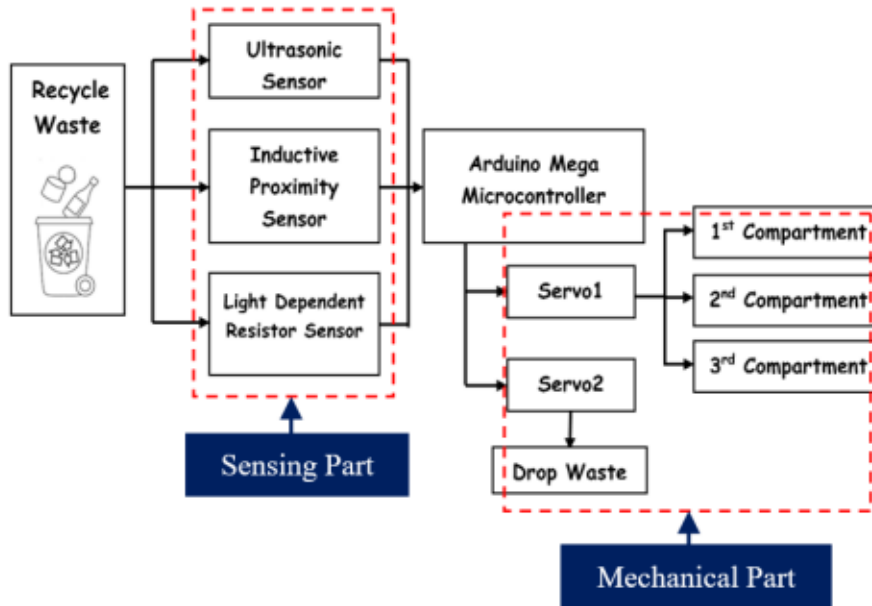 Recycle
Waste
Ultrasonic
Sensor
Inductive
Proximity
Sensor
Light Dependent
Resistor Sensor
Sensing Part
Arduino Mega
Microcontroller
Servo1
Servo2
Drop Waste
1st Compartment
2nd Compartment
3rd Compartment
Mechanical Part